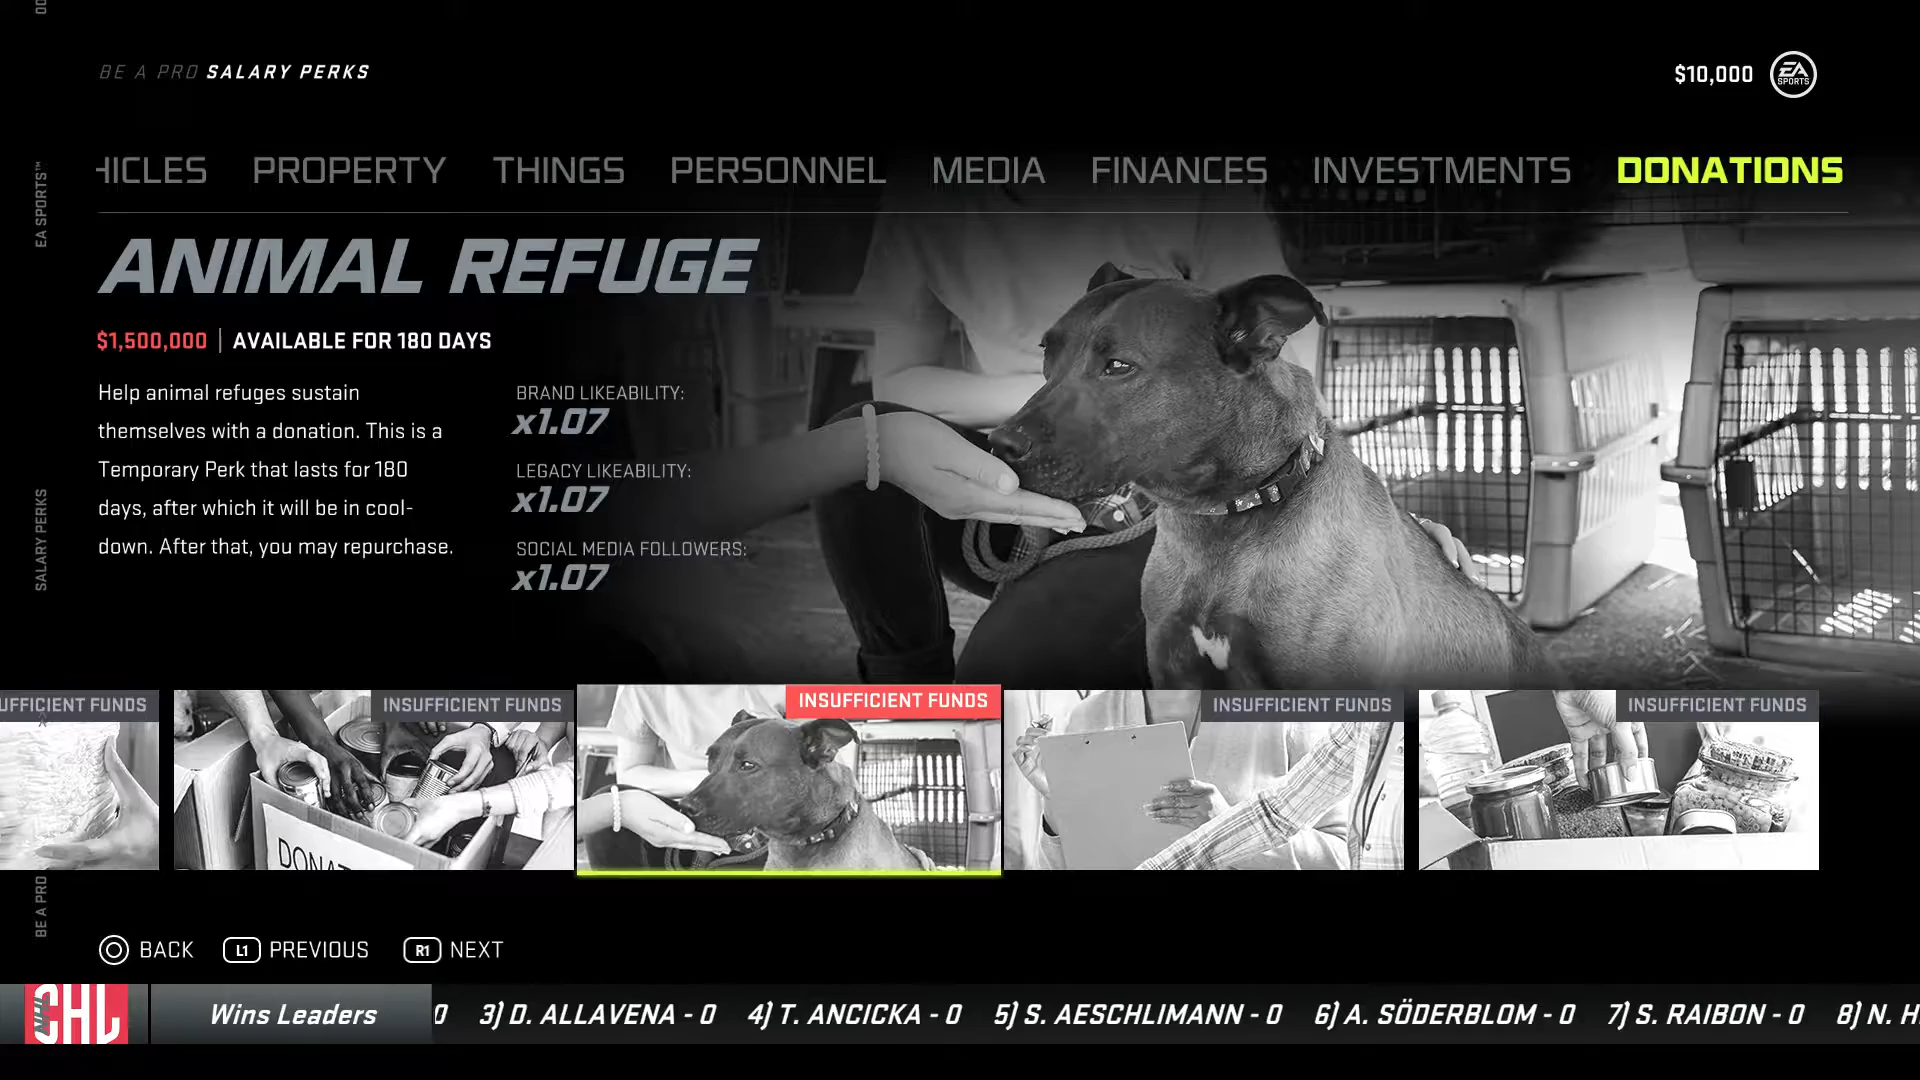 BE A PRO SALARY PERKS
$10,000
EA SPORTS
HICLES PROPERTY THINGS PERSONNEL MEDIA FINANCES INVESTMENTS DONATIONS
EA SPORTS™
SALARY PERKS
BE A PRO
ANIMAL REFUGE
$1,500,000 | AVAILABLE FOR 180 DAYS
Help animal refuges sustain
themselves with a donation. This is a
Temporary Perk that lasts for 180
days, after which it will be in cool-
down. After that, you may repurchase.
BRAND LIKEABILITY:
x1.07
LEGACY LIKEABILITY:
x1.07
SOCIAL MEDIA FOLLOWERS:
x1.07
UFFICIENT FUNDS
INSUFFICIENT FUNDS
DONAT
INSUFFICIENT FUNDS
INSUFFICIENT FUNDS
INSUFFICIENT FUNDS
BACK L1 PREVIOUS R1 NEXT
NHL CHL Wins Leaders 0 3) D. ALLAVENA - 0 4) T. ANCICKA - 0 5) S. AESCHLIMANN - 0 6) A. SÖDERBLOM - 0 7) S. RAIBON - 0 8) N. H